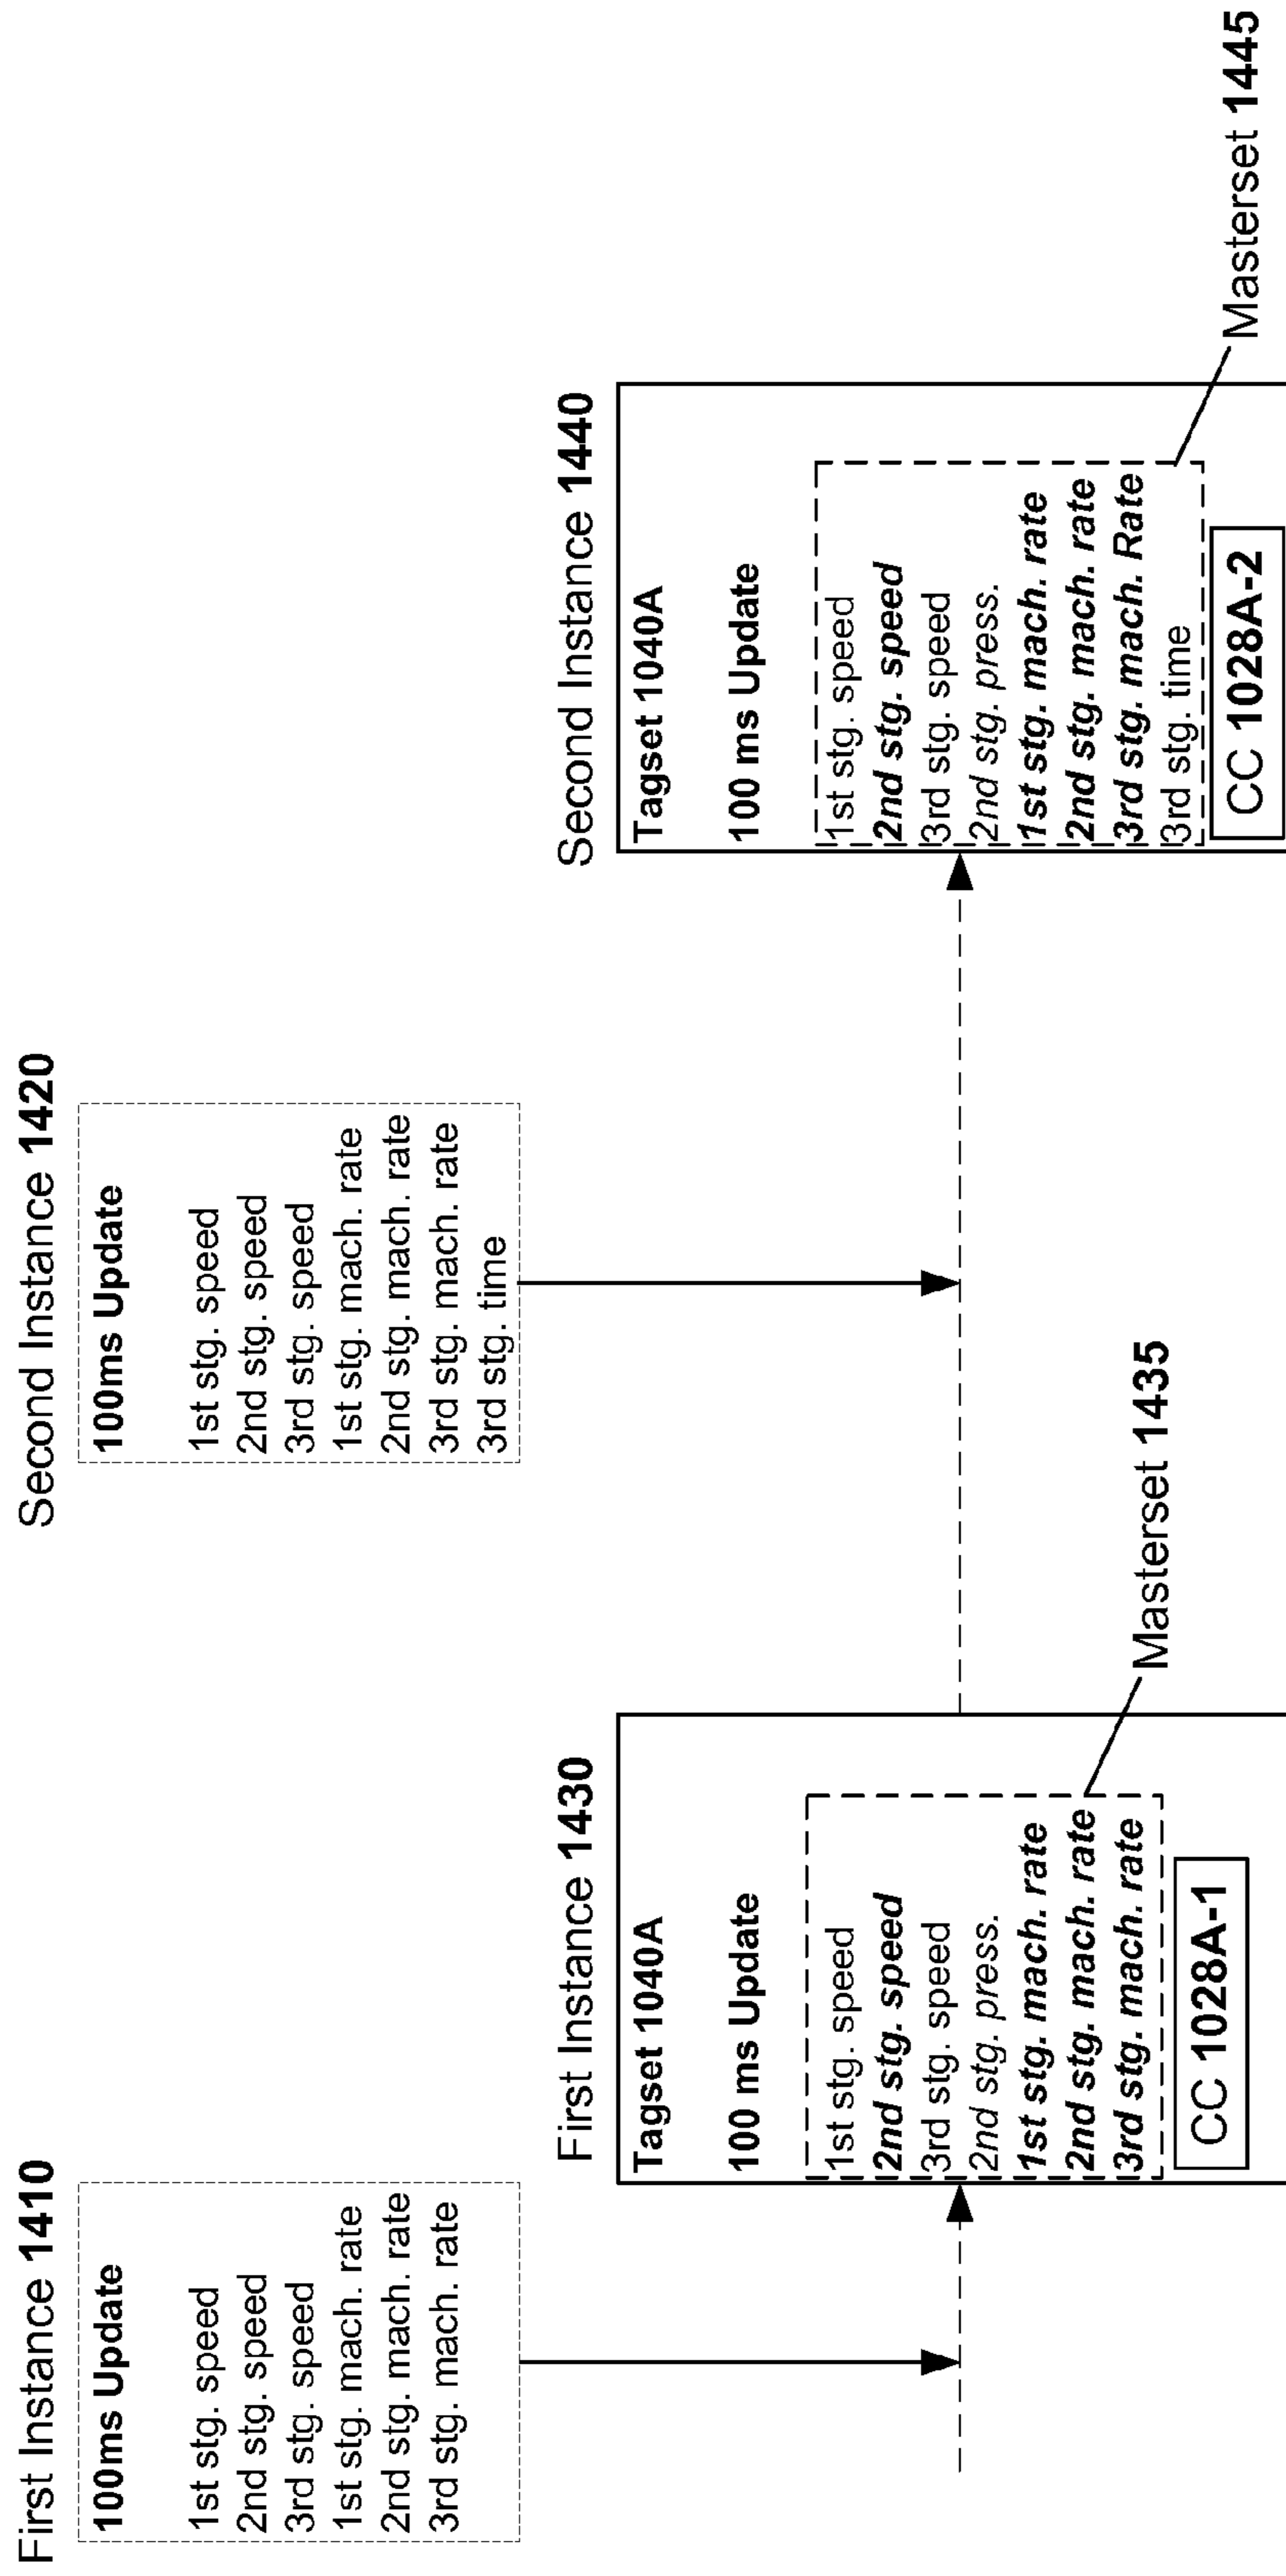 First Instance 1410
100ms Update
1st stg. speed
2nd stg. speed
3rd stg. speed
1st stg. mach. rate
2nd stg. mach. rate
3rd stg. mach. rate
Second Instance 1420
100ms Update
1st stg. speed
2nd stg. speed
3rd stg. speed
1st stg. mach. rate
2nd stg. mach. rate
3rd stg. mach. rate
3rd stg. time
First Instance 1430
Tagset 1040A
100 ms Update
1st stg. speed
2nd stg. speed
3rd stg. speed
2nd stg. press.
1st stg. mach. rate
2nd stg. mach. rate
3rd stg. mach. rate
CC 1028A-1
Masterset 1435
Second Instance 1440
Tagset 1040A
100 ms Update
1st stg. speed
2nd stg. speed
3rd stg. speed
2nd stg. press.
1st stg. mach. rate
2nd stg. mach. rate
3rd stg. mach. Rate
3rd stg. time
CC 1028A-2
Masterset 1445